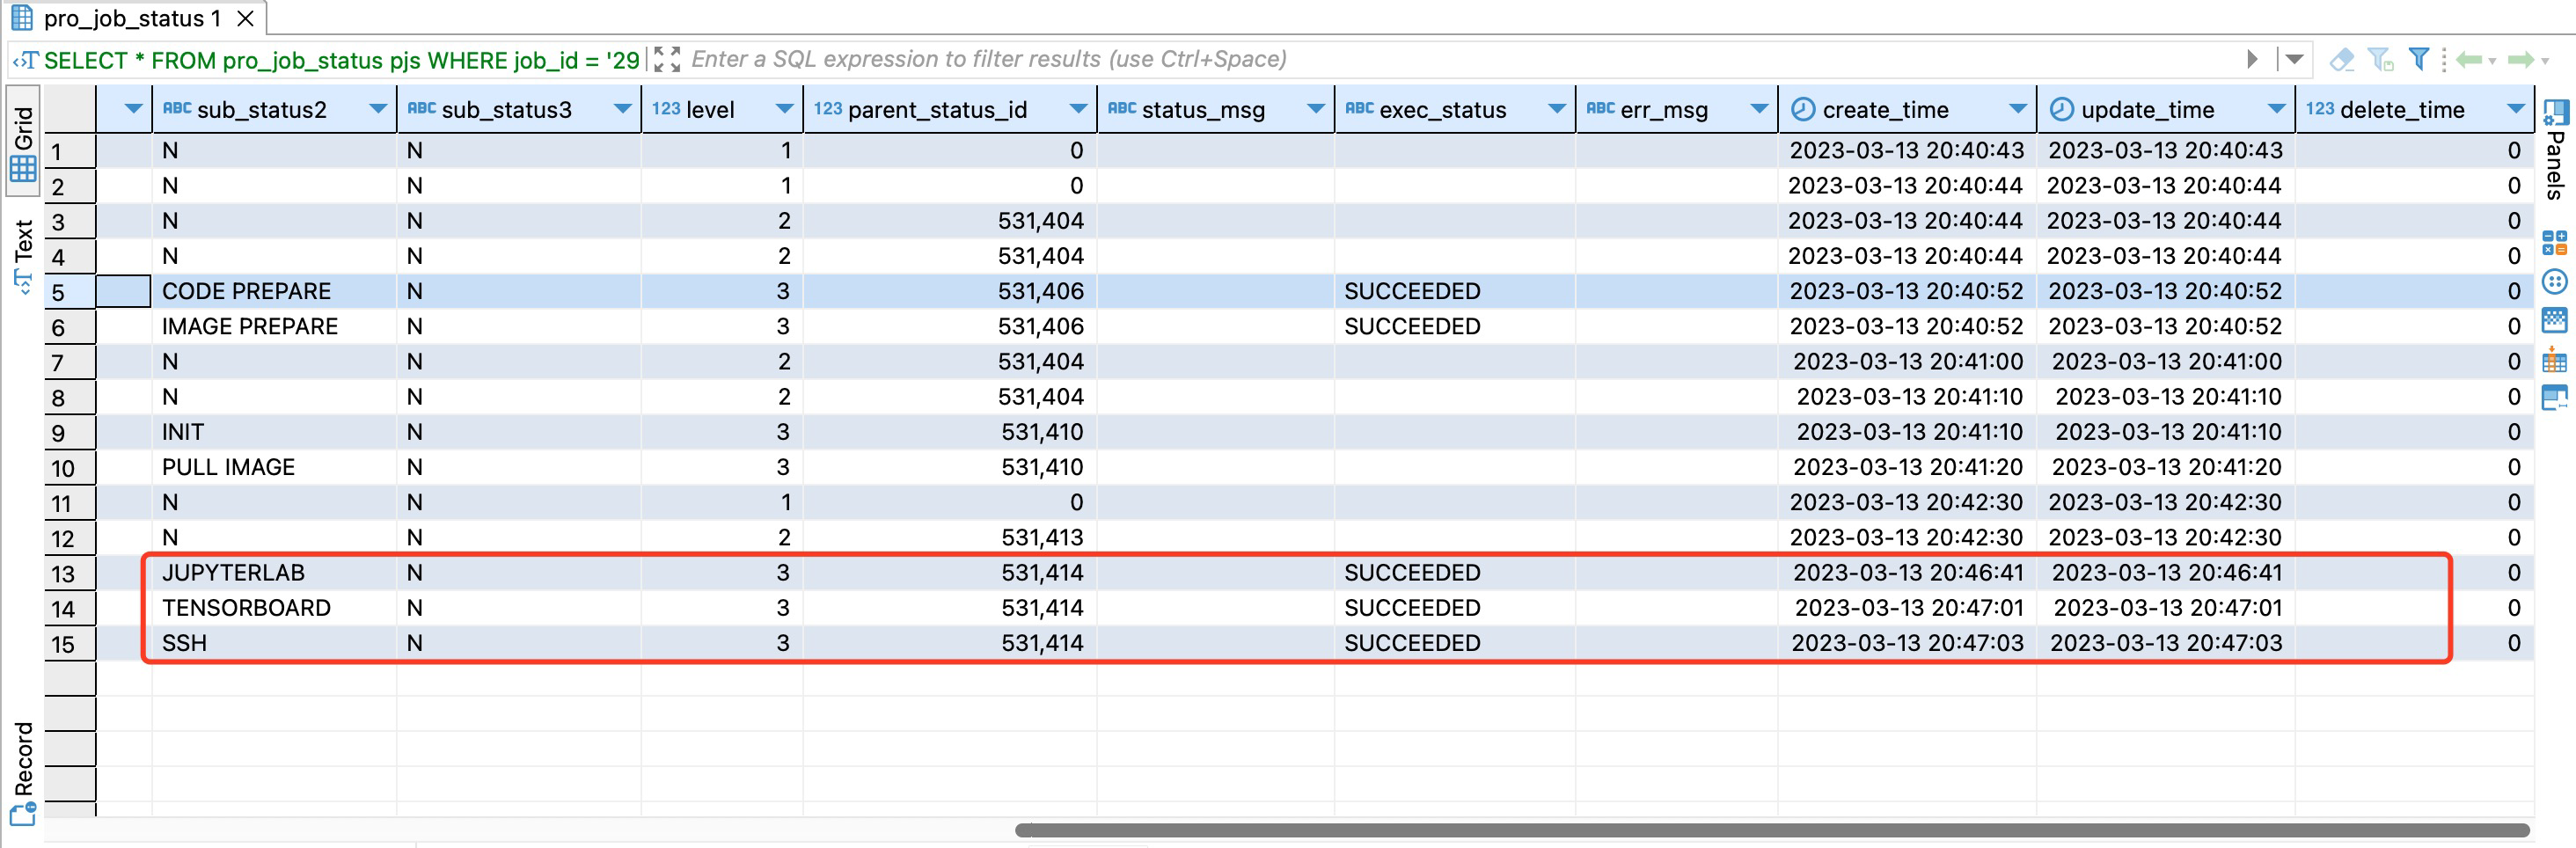 pro_job_status 1
SELECT * FROM pro_job_status pjs WHERE job_id = '29 Enter a SQL expression to filter results (use Ctrl+Space)
Grid
Text
Record
Panels
ABC sub_status2 ABC sub_status3 123 level 123 parent_status_id ABC status_msg ABC exec_status ABC err_msg create_time update_time 123 delete_time
1 N N 1 0 2023-03-13 20:40:43 2023-03-13 20:40:43 0
2 N N 1 0 2023-03-13 20:40:44 2023-03-13 20:40:44 0
3 N N 2 531,404 2023-03-13 20:40:44 2023-03-13 20:40:44 0
4 N N 2 531,404 2023-03-13 20:40:44 2023-03-13 20:40:44 0
5 CODE PREPARE N 3 531,406 SUCCEEDED 2023-03-13 20:40:52 2023-03-13 20:40:52 0
6 IMAGE PREPARE N 3 531,406 SUCCEEDED 2023-03-13 20:40:52 2023-03-13 20:40:52 0
7 N N 2 531,404 2023-03-13 20:41:00 2023-03-13 20:41:00 0
8 N N 2 531,404 2023-03-13 20:41:10 2023-03-13 20:41:10 0
9 INIT N 3 531,410 2023-03-13 20:41:10 2023-03-13 20:41:10 0
10 PULL IMAGE N 3 531,410 2023-03-13 20:41:20 2023-03-13 20:41:20 0
11 N N 1 0 2023-03-13 20:42:30 2023-03-13 20:42:30 0
12 N N 2 531,413 2023-03-13 20:42:30 2023-03-13 20:42:30 0
13 JUPYTERLAB N 3 531,414 SUCCEEDED 2023-03-13 20:46:41 2023-03-13 20:46:41 0
14 TENSORBOARD N 3 531,414 SUCCEEDED 2023-03-13 20:47:01 2023-03-13 20:47:01 0
15 SSH N 3 531,414 SUCCEEDED 2023-03-13 20:47:03 2023-03-13 20:47:03 0